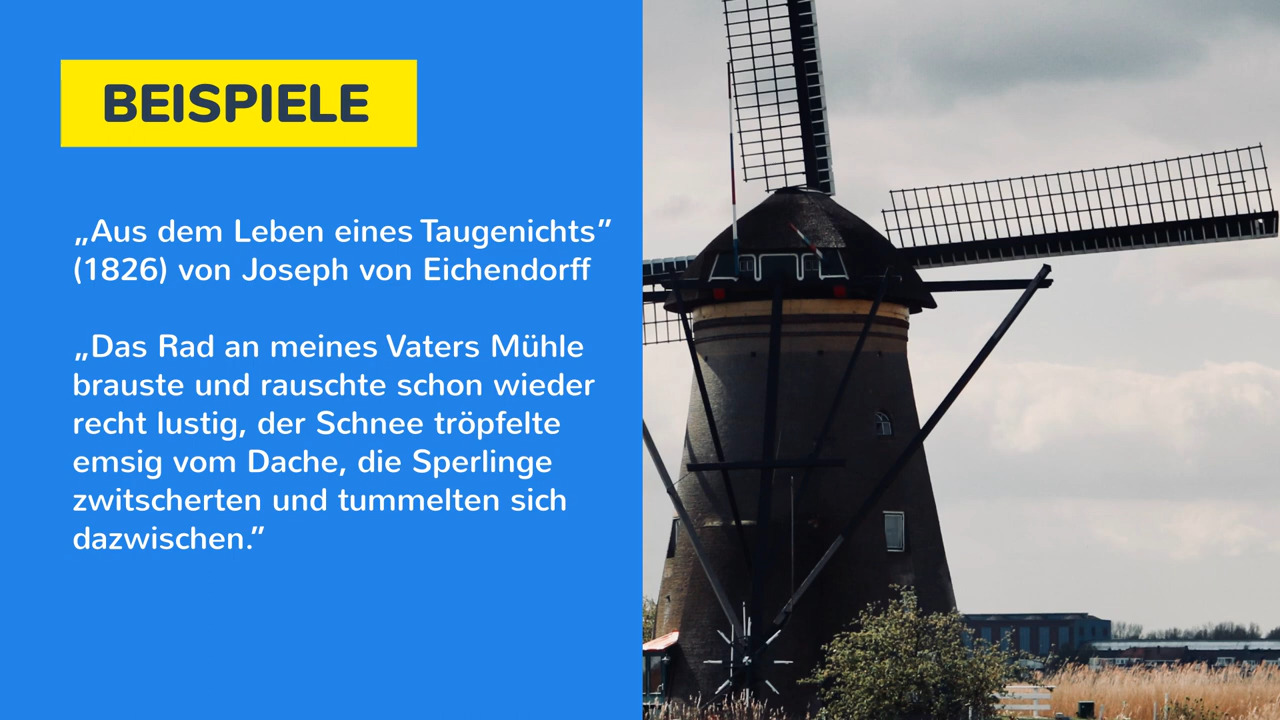 BEISPIELE
„Aus dem Leben eines Taugenichts”
(1826) von Joseph von Eichendorff
„Das Rad an meines Vaters Mühle
brauste und rauschte schon wieder
recht lustig, der Schnee tröpfelte
emsig vom Dache, die Sperlinge
zwitscherten und tummelten sich
dazwischen.”